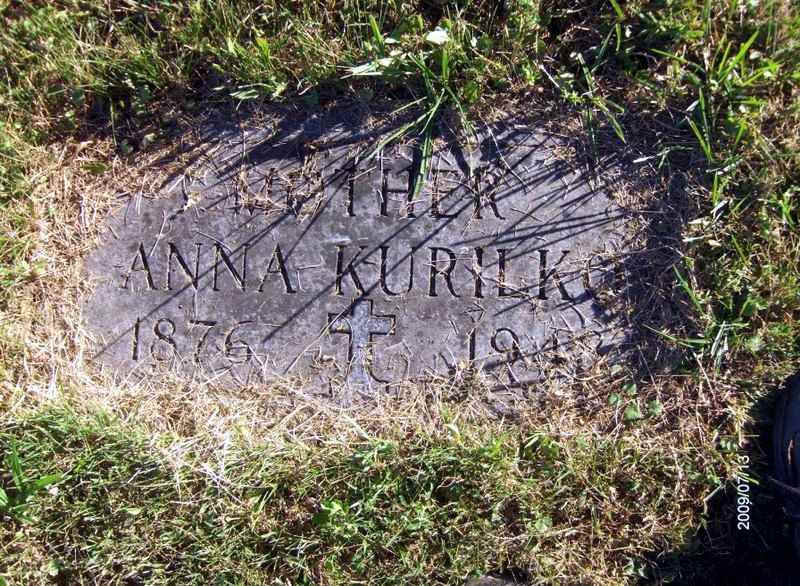 MOTHER
ANNA KURILKO
1876
2009/07/13